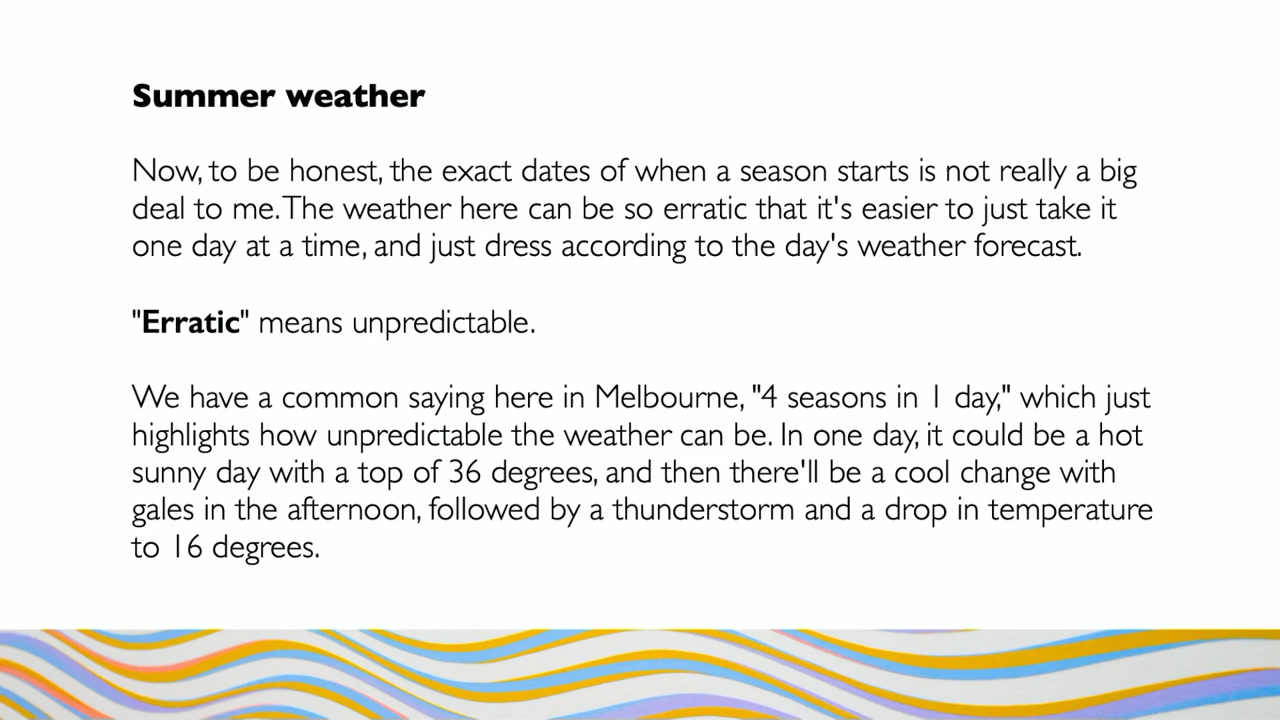 Summer weather
Now, to be honest, the exact dates of when a season starts is not really a big
deal to me. The weather here can be so erratic that it's easier to just take it
one day at a time, and just dress according to the day's weather forecast.
"Erratic" means unpredictable.
We have a common saying here in Melbourne, "4 seasons in 1 day," which just
highlights how unpredictable the weather can be. In one day, it could be a hot
sunny day with a top of 36 degrees, and then there'll be a cool change with
gales in the afternoon, followed by a thunderstorm and a drop in temperature
to 16 degrees.